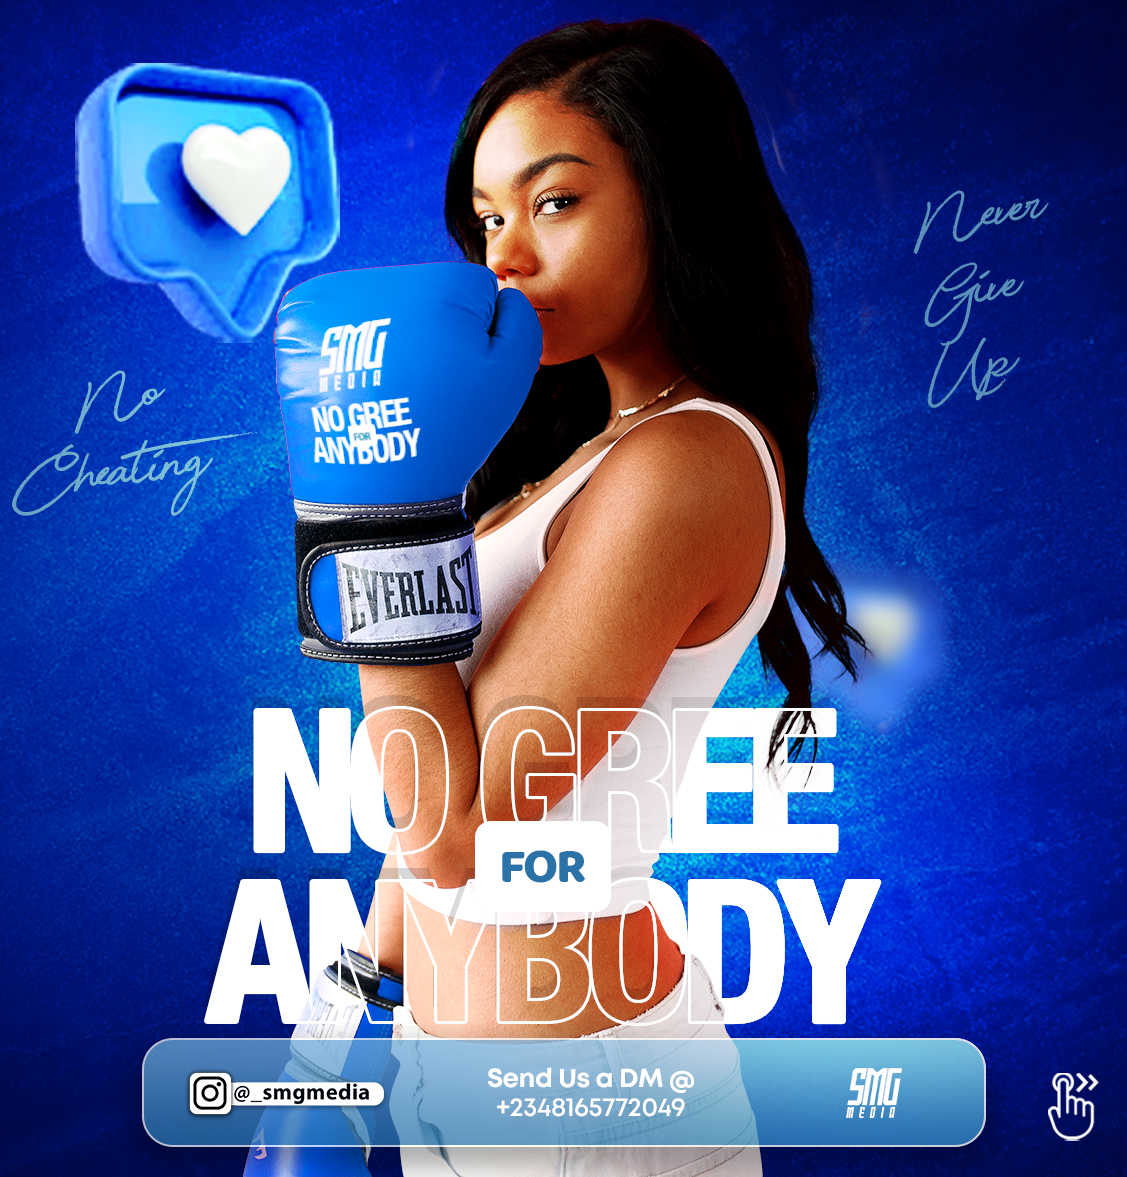 Never
Give
Up
No
Cheating
SMG
MEDIA
NO GREE
FOR
ANYBODY
EVERLAST
NO GREE
FOR
ANYBODY
@_smgmedia
Send Us a DM @
+2348165772049
SMG
MEDIA